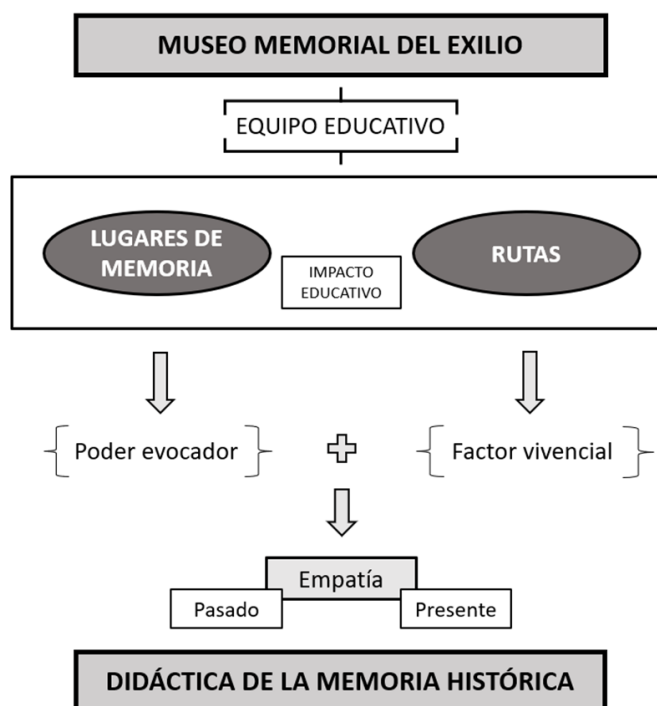 MUSEO MEMORIAL DEL EXILIO
EQUIPO EDUCATIVO
LUGARES DE
MEMORIA
IMPACTO
EDUCATIVO
RUTAS
Poder evocador
Factor vivencial
Empatía
Pasado
Presente
DIDÁCTICA DE LA MEMORIA HISTÓRICA